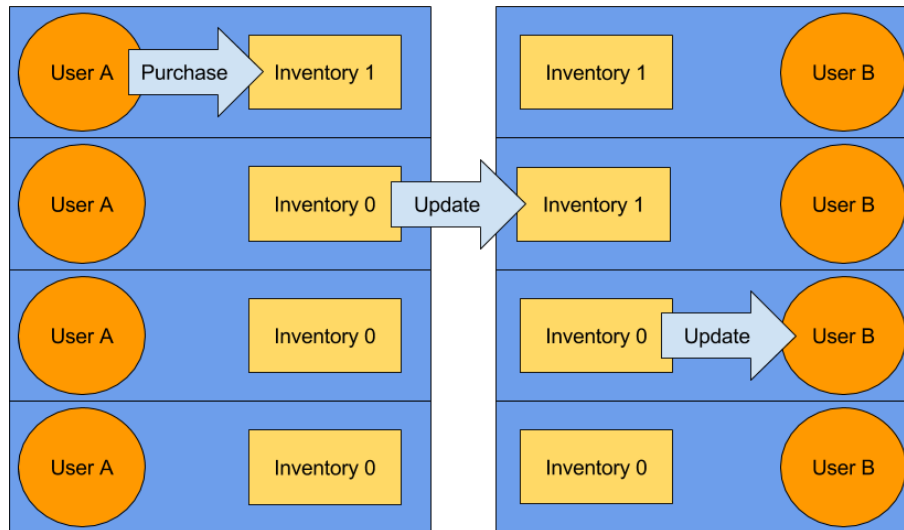 User A Purchase Inventory 1 Inventory 1 User B
User A Inventory 0 Update Inventory 1 User B
User A Inventory 0 Inventory 0 Update User B
User A Inventory 0 Inventory 0 User B